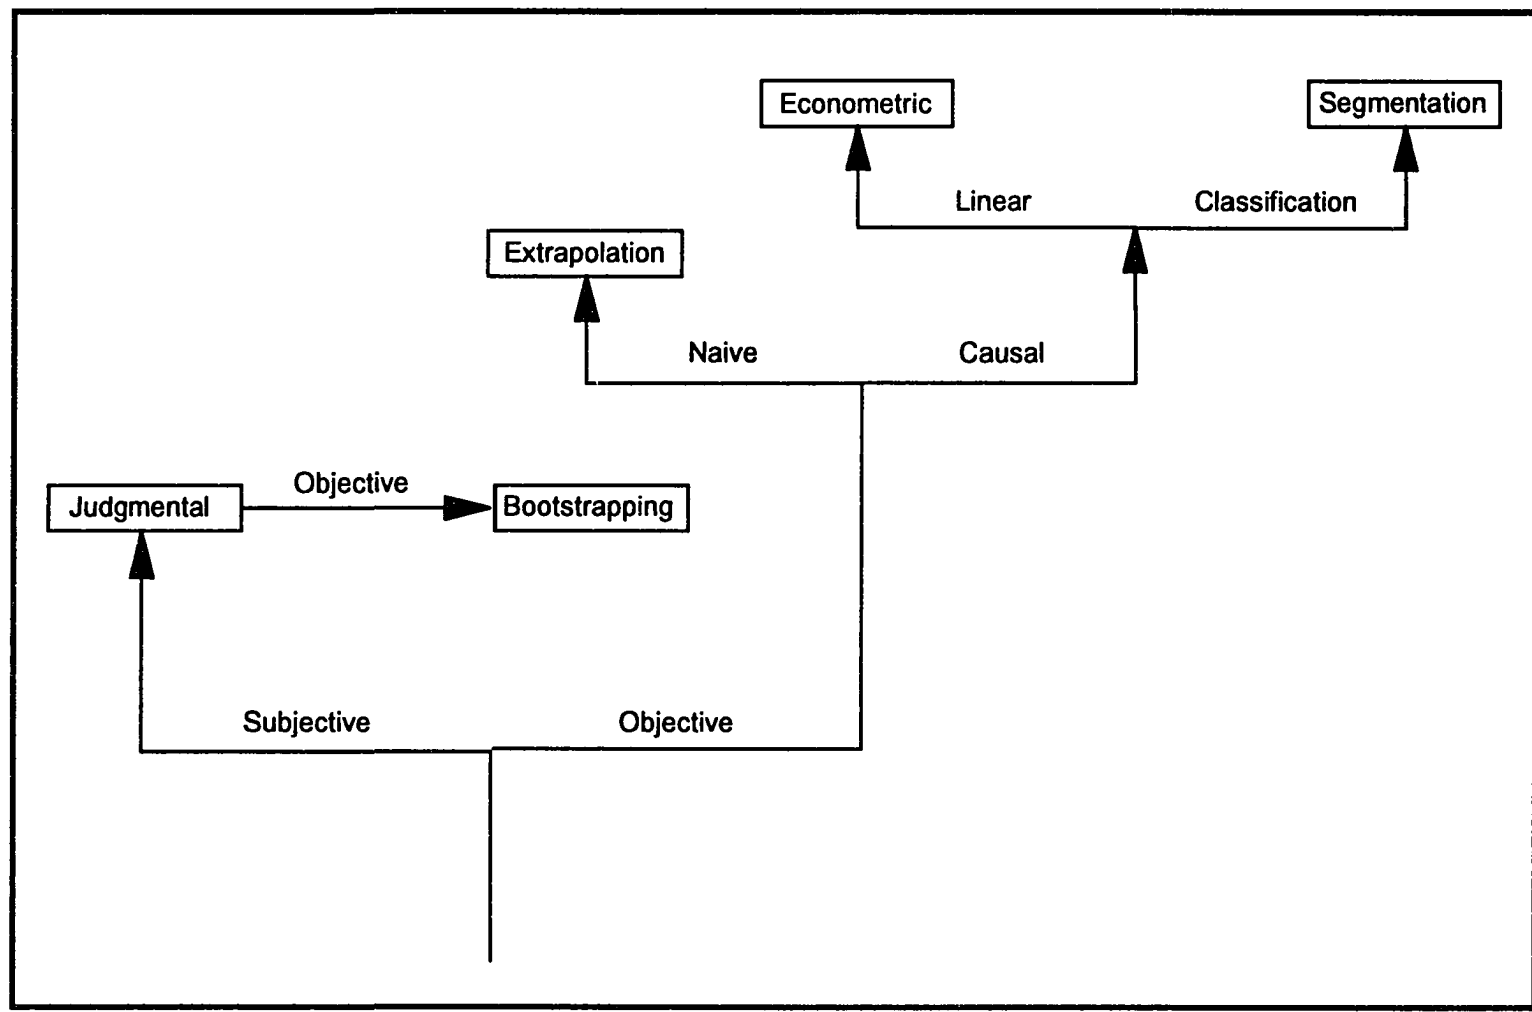 Econometric
Segmentation
Linear
Classification
Extrapolation
Naive
Causal
Judgmental
Objective
Bootstrapping
Subjective
Objective